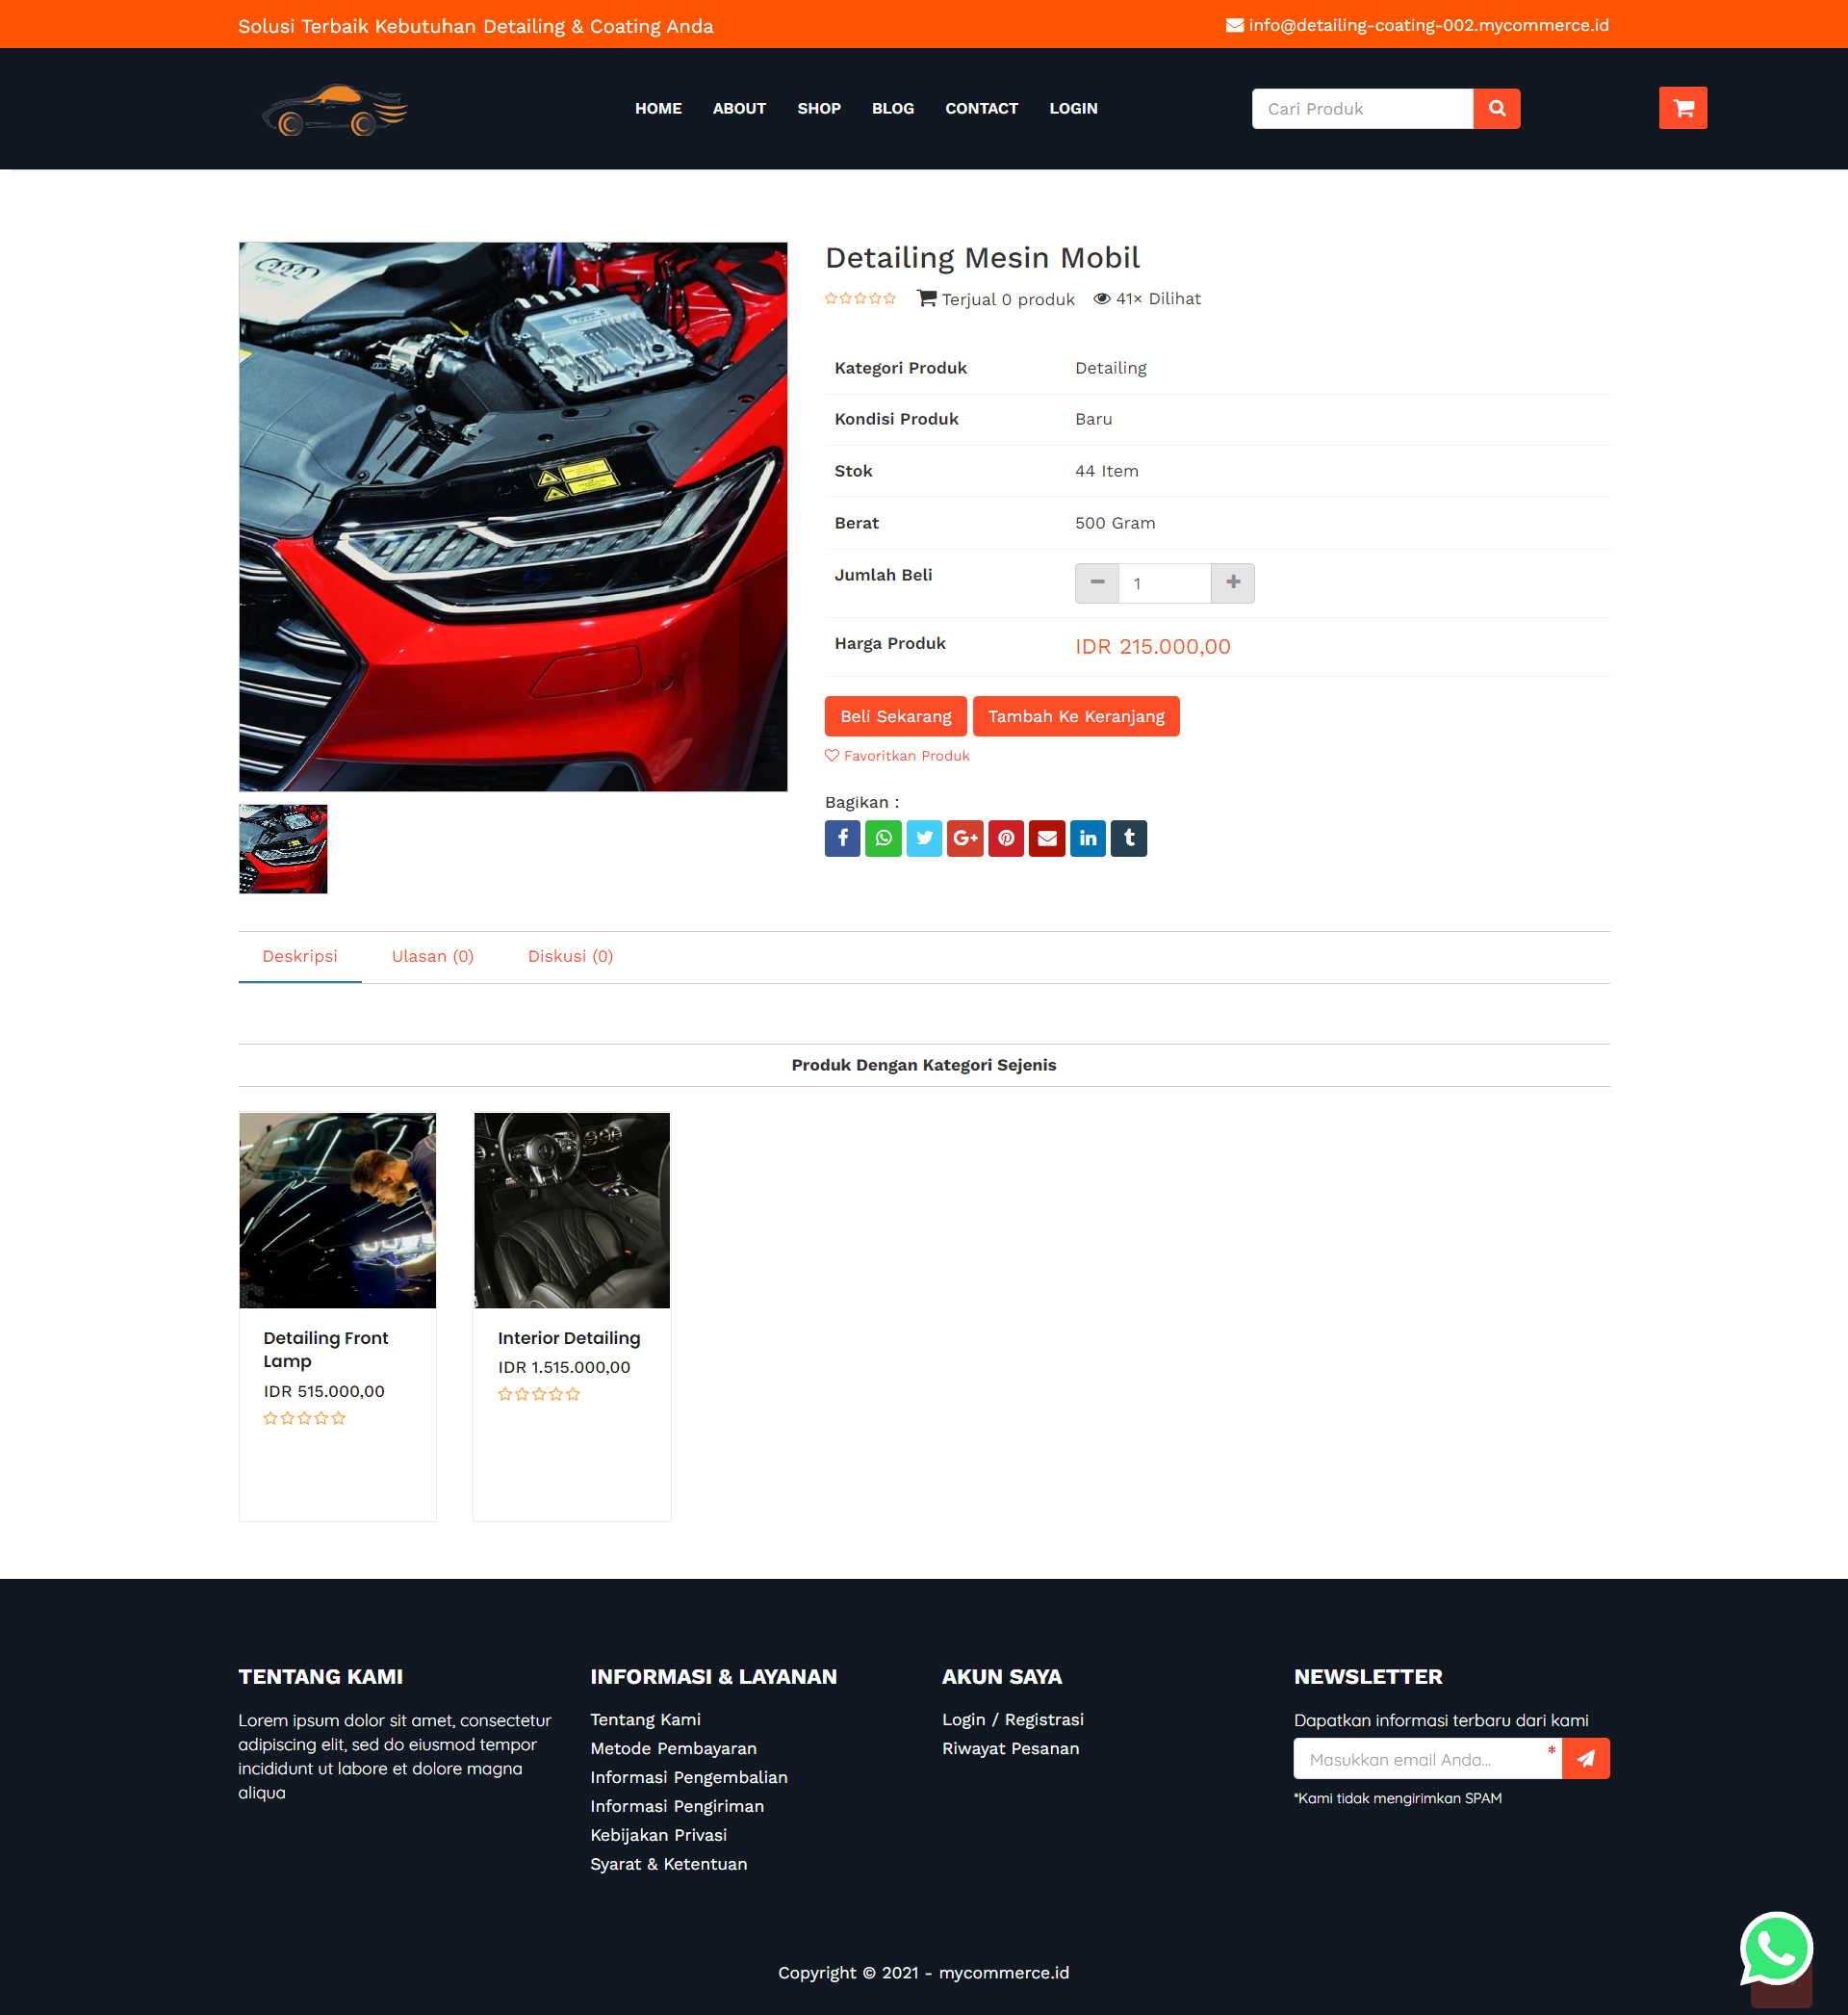 Solusi Terbaik Kebutuhan Detailing & Coating Anda
info@detailing-coating-002.mycommerce.id
HOME ABOUT SHOP BLOG CONTACT LOGIN
Cari Produk
Detailing Mesin Mobil
Terjual 0 produk 41× Dilihat
Kategori Produk Detailing
Kondisi Produk Baru
Stok 44 Item
Berat 500 Gram
Jumlah Beli 1
Harga Produk IDR 215.000,00
Beli Sekarang Tambah Ke Keranjang
Favoritkan Produk
Bagikan :
Deskripsi Ulasan (0) Diskusi (0)
Produk Dengan Kategori Sejenis
Detailing Front
Lamp
IDR 515.000,00
Interior Detailing
IDR 1.515.000,00
TENTANG KAMI
Lorem ipsum dolor sit amet, consectetur
adipiscing elit, sed do eiusmod tempor
incididunt ut labore et dolore magna
aliqua
INFORMASI & LAYANAN
Tentang Kami
Metode Pembayaran
Informasi Pengembalian
Informasi Pengiriman
Kebijakan Privasi
Syarat & Ketentuan
AKUN SAYA
Login / Registrasi
Riwayat Pesanan
NEWSLETTER
Dapatkan informasi terbaru dari kami
Masukkan email Anda... *
*Kami tidak mengirimkan SPAM
Copyright © 2021 - mycommerce.id